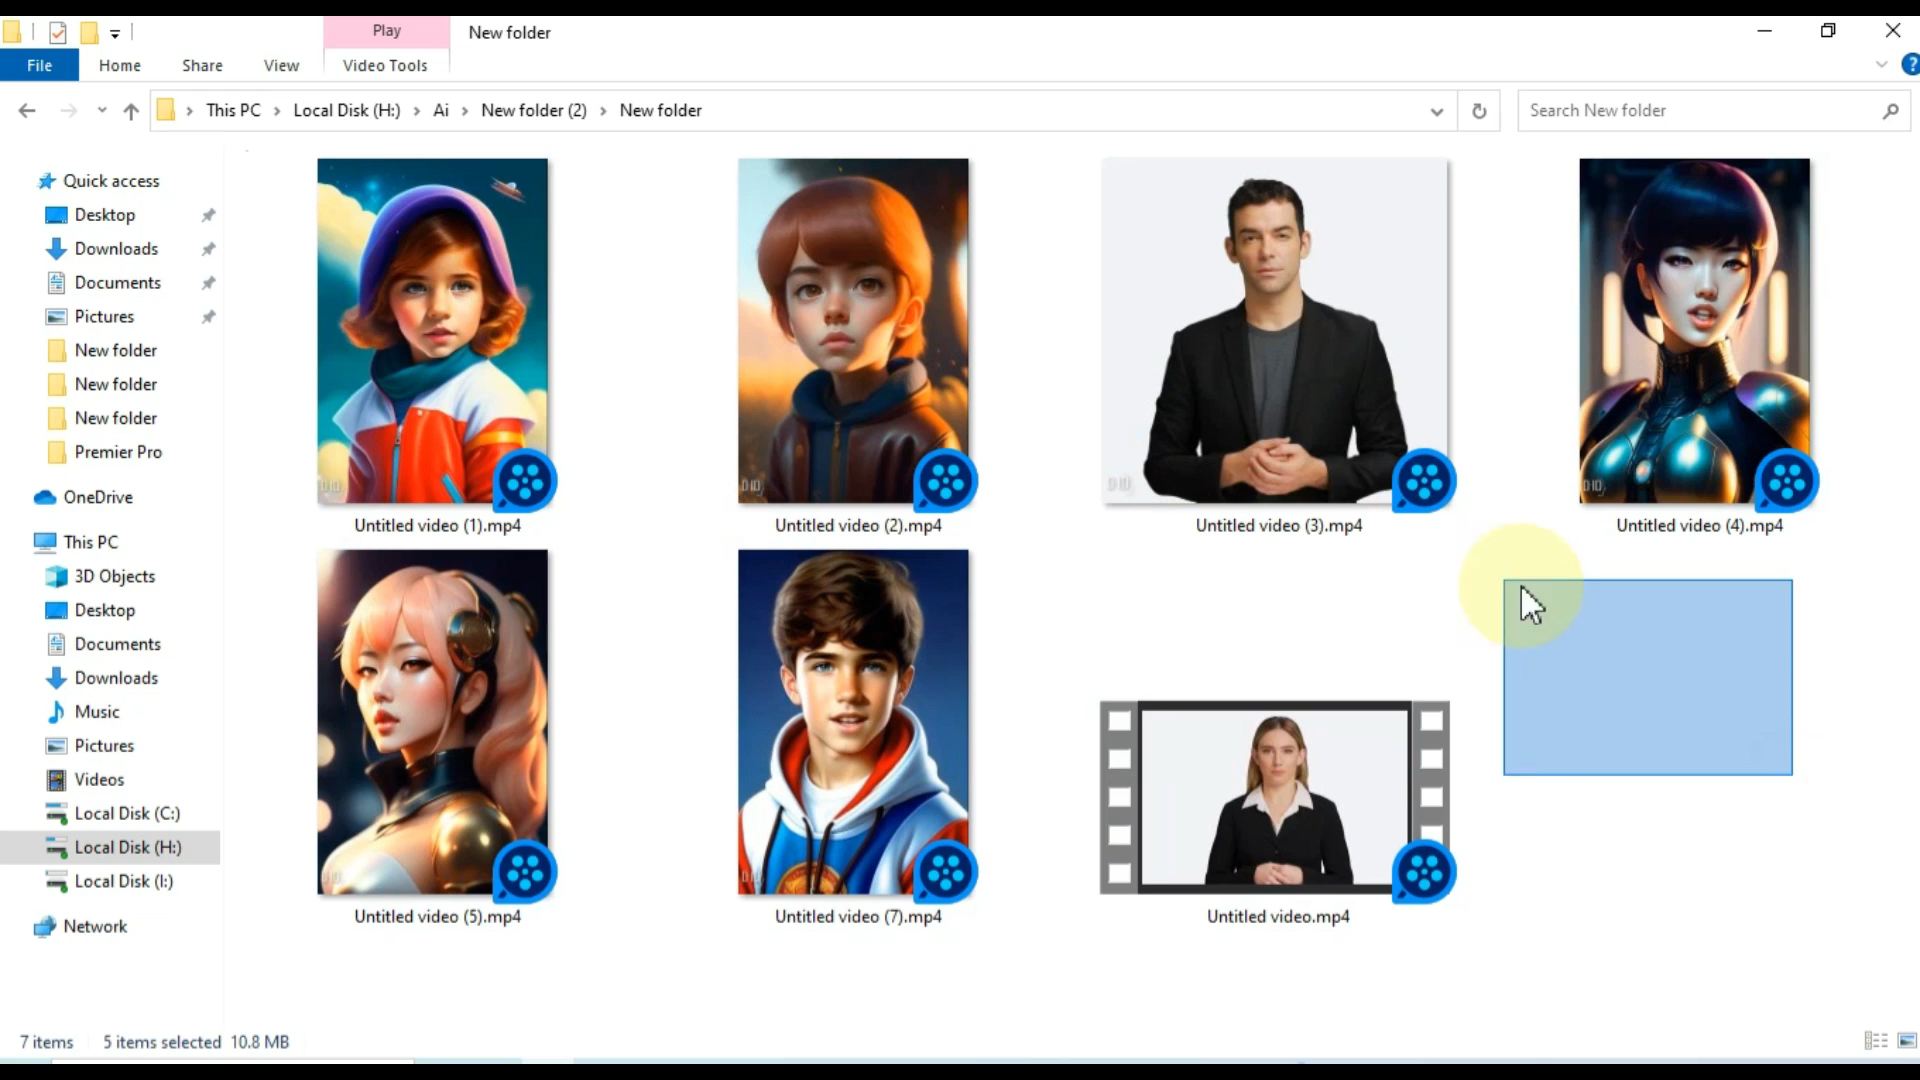 Play
New folder
File
Home
Share
View
Video Tools
?
This PC
Local Disk (H:)
Ai
New folder (2)
New folder
Search New folder
Quick access
Desktop
Downloads
Documents
Pictures
New folder
New folder
New folder
Premier Pro
OneDrive
This PC
3D Objects
Desktop
Documents
Downloads
Music
Pictures
Videos
Local Disk (C:)
Local Disk (H:)
Local Disk (I:)
Network
Untitled video (1).mp4
Untitled video (2).mp4
Untitled video (3).mp4
Untitled video (4).mp4
Untitled video (5).mp4
Untitled video (7).mp4
Untitled video.mp4
7 items
5 items selected 10.8 MB